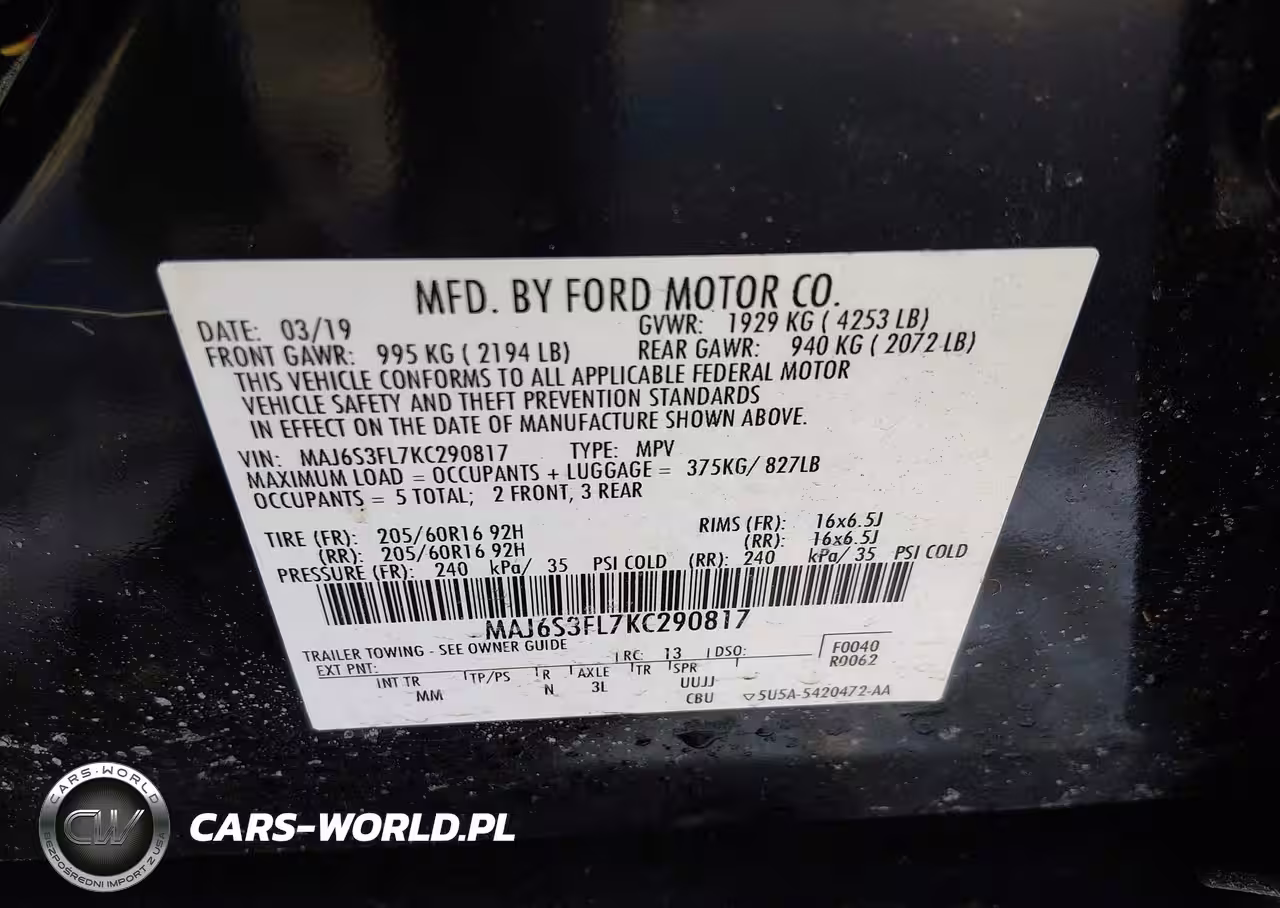 MFD. BY FORD MOTOR CO.
DATE: 03/19 GVWR: 1929 KG ( 4253 LB)
FRONT GAWR: 995 KG ( 2194 LB) REAR GAWR: 940 KG ( 2072 LB)
THIS VEHICLE CONFORMS TO ALL APPLICABLE FEDERAL MOTOR
VEHICLE SAFETY AND THEFT PREVENTION STANDARDS
IN EFFECT ON THE DATE OF MANUFACTURE SHOWN ABOVE.
VIN: MAJ6S3FL7KC290817 TYPE: MPV
MAXIMUM LOAD = OCCUPANTS + LUGGAGE = 375KG/ 827LB
OCCUPANTS = 5 TOTAL; 2 FRONT, 3 REAR
TIRE (FR): 205/60R16 92H RIMS (FR): 16x6.5J
(RR): 205/60R16 92H (RR): 16x6.5J
PRESSURE (FR): 240 kPa/ 35 PSI COLD (RR): 240 kPa/ 35 PSI COLD
MAJ6S3FL7KC290817
TRAILER TOWING - SEE OWNER GUIDE RC: 13 DSO: F0040
EXT PNT: R0062
INT TR TP/PS R AXLE TR SPR
MM N 3L UUJJ
CBU 5U5A-5420472-AA
CARS-WORLD
CW
BEZPOŚREDNI IMPORT Z USA
CARS-WORLD.PL